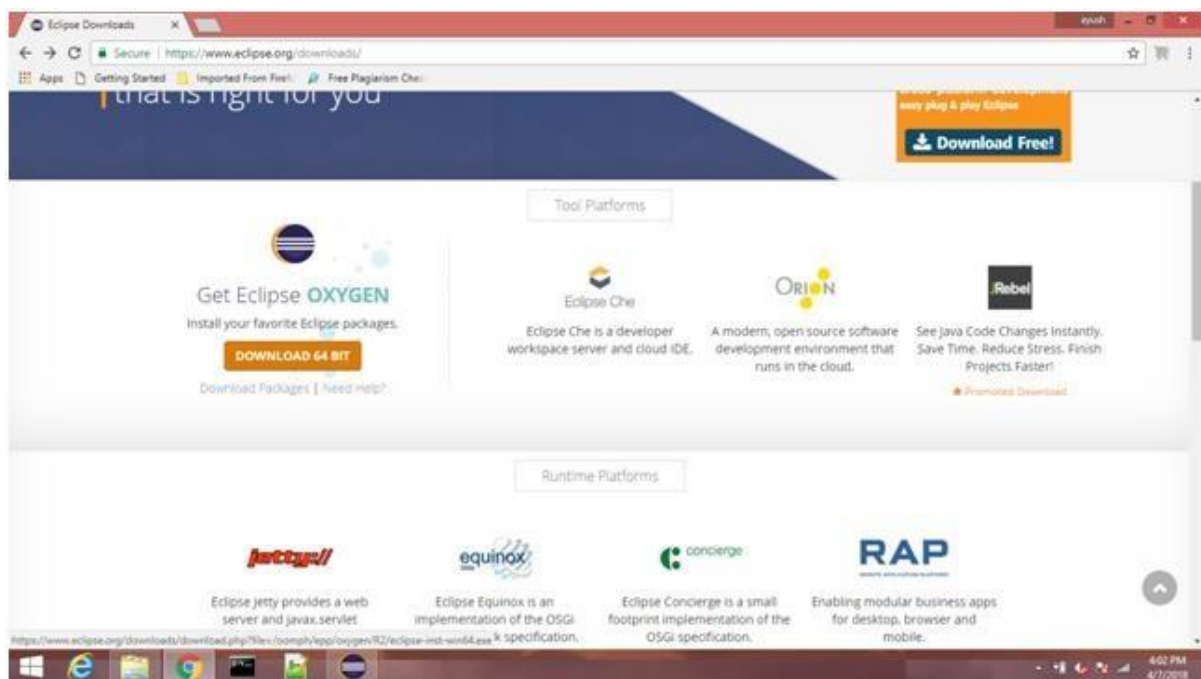 Eclipse Downloads
ayush
Secure https://www.eclipse.org/downloads/
Apps Getting Started Imported From Firef Free Plagiarism Chec
that is right for you
easy plug & play Eclipse
Download Free!
Tool Platforms
Get Eclipse OXYGEN
Install your favorite Eclipse packages.
DOWNLOAD 64 BIT
Download Packages | Need Help?
Eclipse Che
Eclipse Che is a developer
workspace server and cloud IDE.
ORION
A modern, open source software
development environment that
runs in the cloud.
JRebel
See Java Code Changes Instantly.
Save Time. Reduce Stress. Finish
Projects Faster!
Promoted Download
Runtime Platforms
jetty://
Eclipse Jetty provides a web
server and javax.servlet
equinox
OSGi
Eclipse Equinox is an
implementation of the OSGi
k specification.
concierge
Eclipse Concierge is a small
footprint implementation of the
OSGi specification.
RAP
REMOTE APPLICATION PLATFORM
Enabling modular business apps
for desktop, browser and
mobile.
https://www.eclipse.org/downloads/download.php?file=/oomph/epp/oxygen/R2/eclipse-inst-win64.exe
4:02 PM
4/7/2018